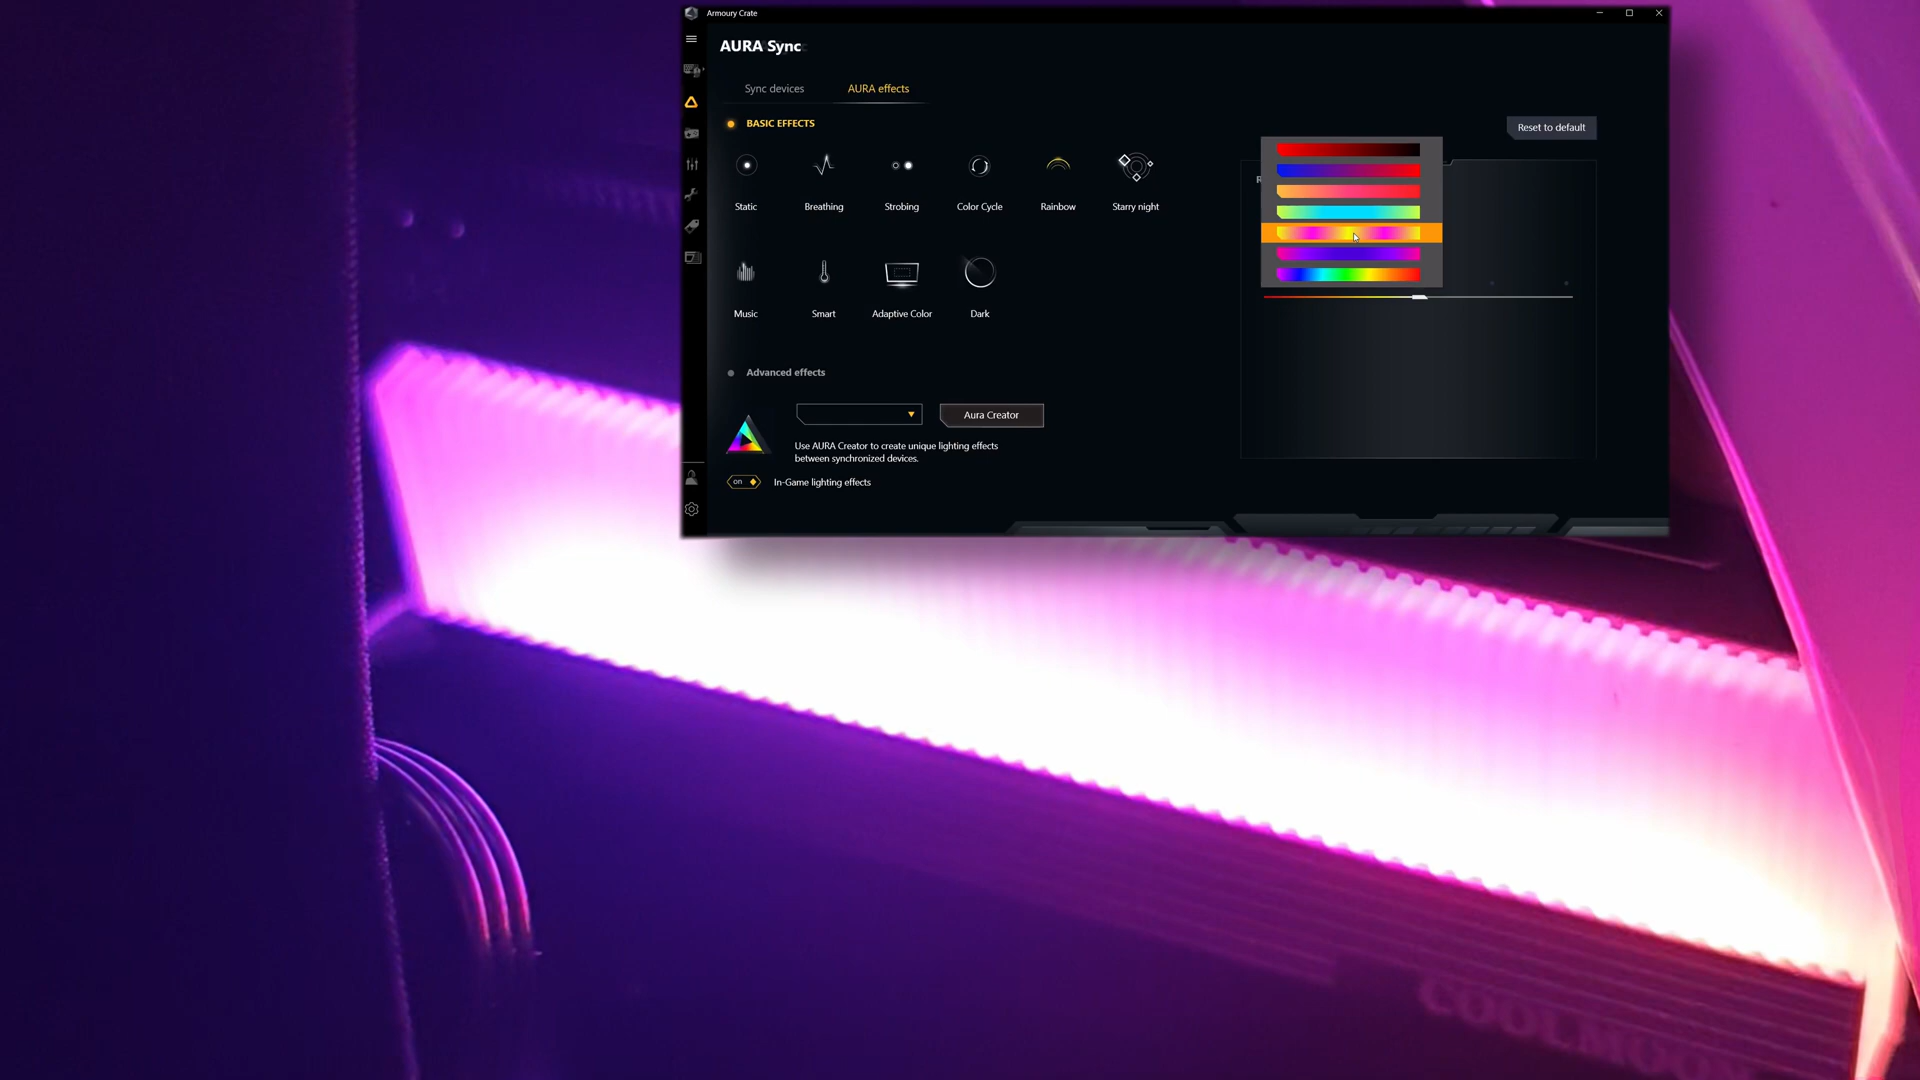 Armoury Crate
AURA Sync
Sync devices
AURA effects
BASIC EFFECTS
Reset to default
Static
Breathing
Strobing
Color Cycle
Rainbow
Starry night
Music
Smart
Adaptive Color
Dark
Advanced effects
Aura Creator
Use AURA Creator to create unique lighting effects
between synchronized devices.
on
In-Game lighting effects
COOLMOON